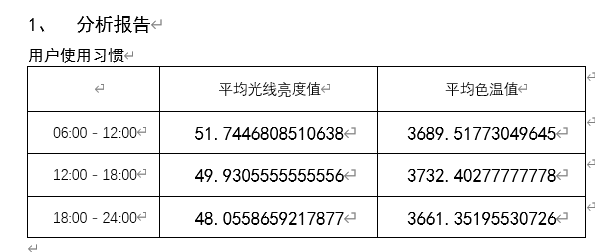 1、 分析报告
用户使用习惯
平均光线亮度值 平均色温值
06:00 - 12:00 51.7446808510638 3689.51773049645
12:00 - 18:00 49.9305555555556 3732.40277777778
18:00 - 24:00 48.0558659217877 3661.35195530726